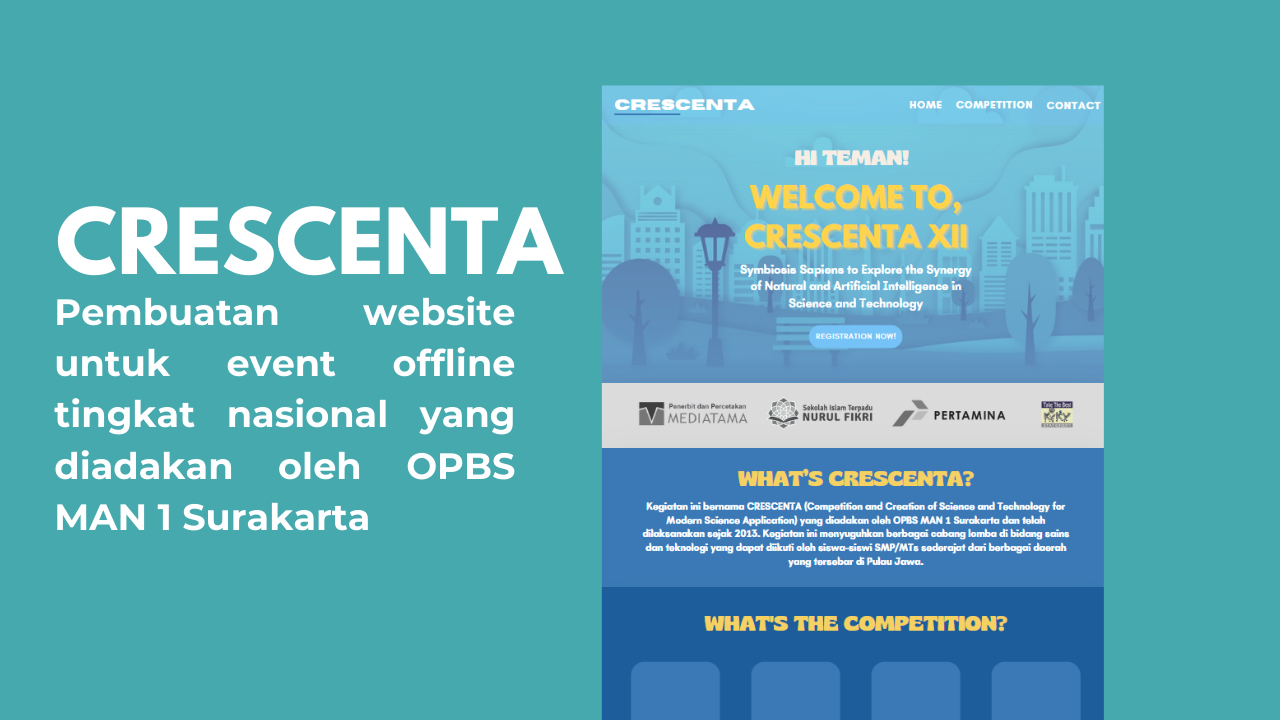 CRESCENTA
Pembuatan website
untuk event offline
tingkat nasional yang
diadakan oleh OPBS
MAN 1 Surakarta
CRESCENTA
HOME COMPETITION CONTACT
HI TEMAN!
WELCOME TO,
CRESCENTA XII
Symbiosis Sapiens to Explore the Synergy
of Natural and Artificial Intelligence in
Science and Technology
REGISTRATION NOW!
Penerbit dan Percetakan
MEDIATAMA
Sekolah Islam Terpadu
NURUL FIKRI
PERTAMINA
Take The Best
WHAT'S CRESCENTA?
Kegiatan ini bernama CRESCENTA (Competition and Creation of Science and Technology for
Modern Science Application) yang diadakan oleh OPBS MAN 1 Surakarta dan telah
dilaksanakan sejak 2013. Kegiatan ini menyuguhkan berbagai cabang lomba di bidang sains
dan teknologi yang dapat diikuti oleh siswa-siswi SMP/MTs sederajat dari berbagai daerah
yang tersebar di Pulau Jawa.
WHAT'S THE COMPETITION?